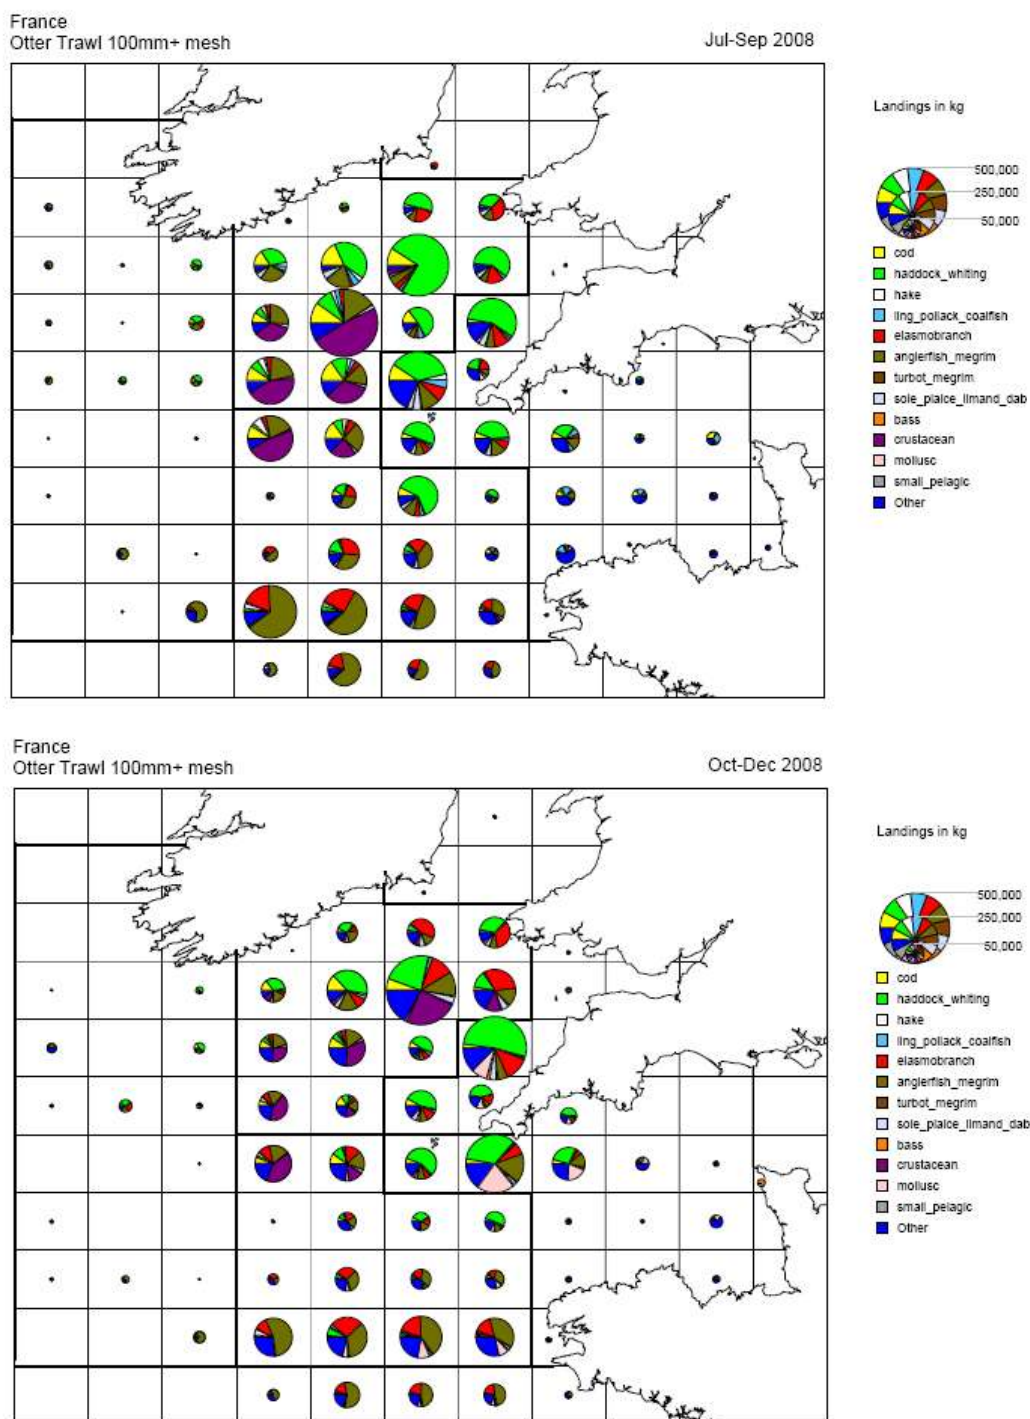 France
Otter Trawl 100mm+ mesh
Jul-Sep 2008
Landings in kg
500,000
250,000
50,000
cod
haddock_whiting
hake
ling_pollack_coalfish
elasmobranch
anglerfish_megrim
turbot_megrim
sole_plaice_limand_dab
bass
crustacean
mollusc
small_pelagic
Other
France
Otter Trawl 100mm+ mesh
Oct-Dec 2008
Landings in kg
500,000
250,000
50,000
cod
haddock_whiting
hake
ling_pollack_coalfish
elasmobranch
anglerfish_megrim
turbot_megrim
sole_plaice_limand_dab
bass
crustacean
mollusc
small_pelagic
Other